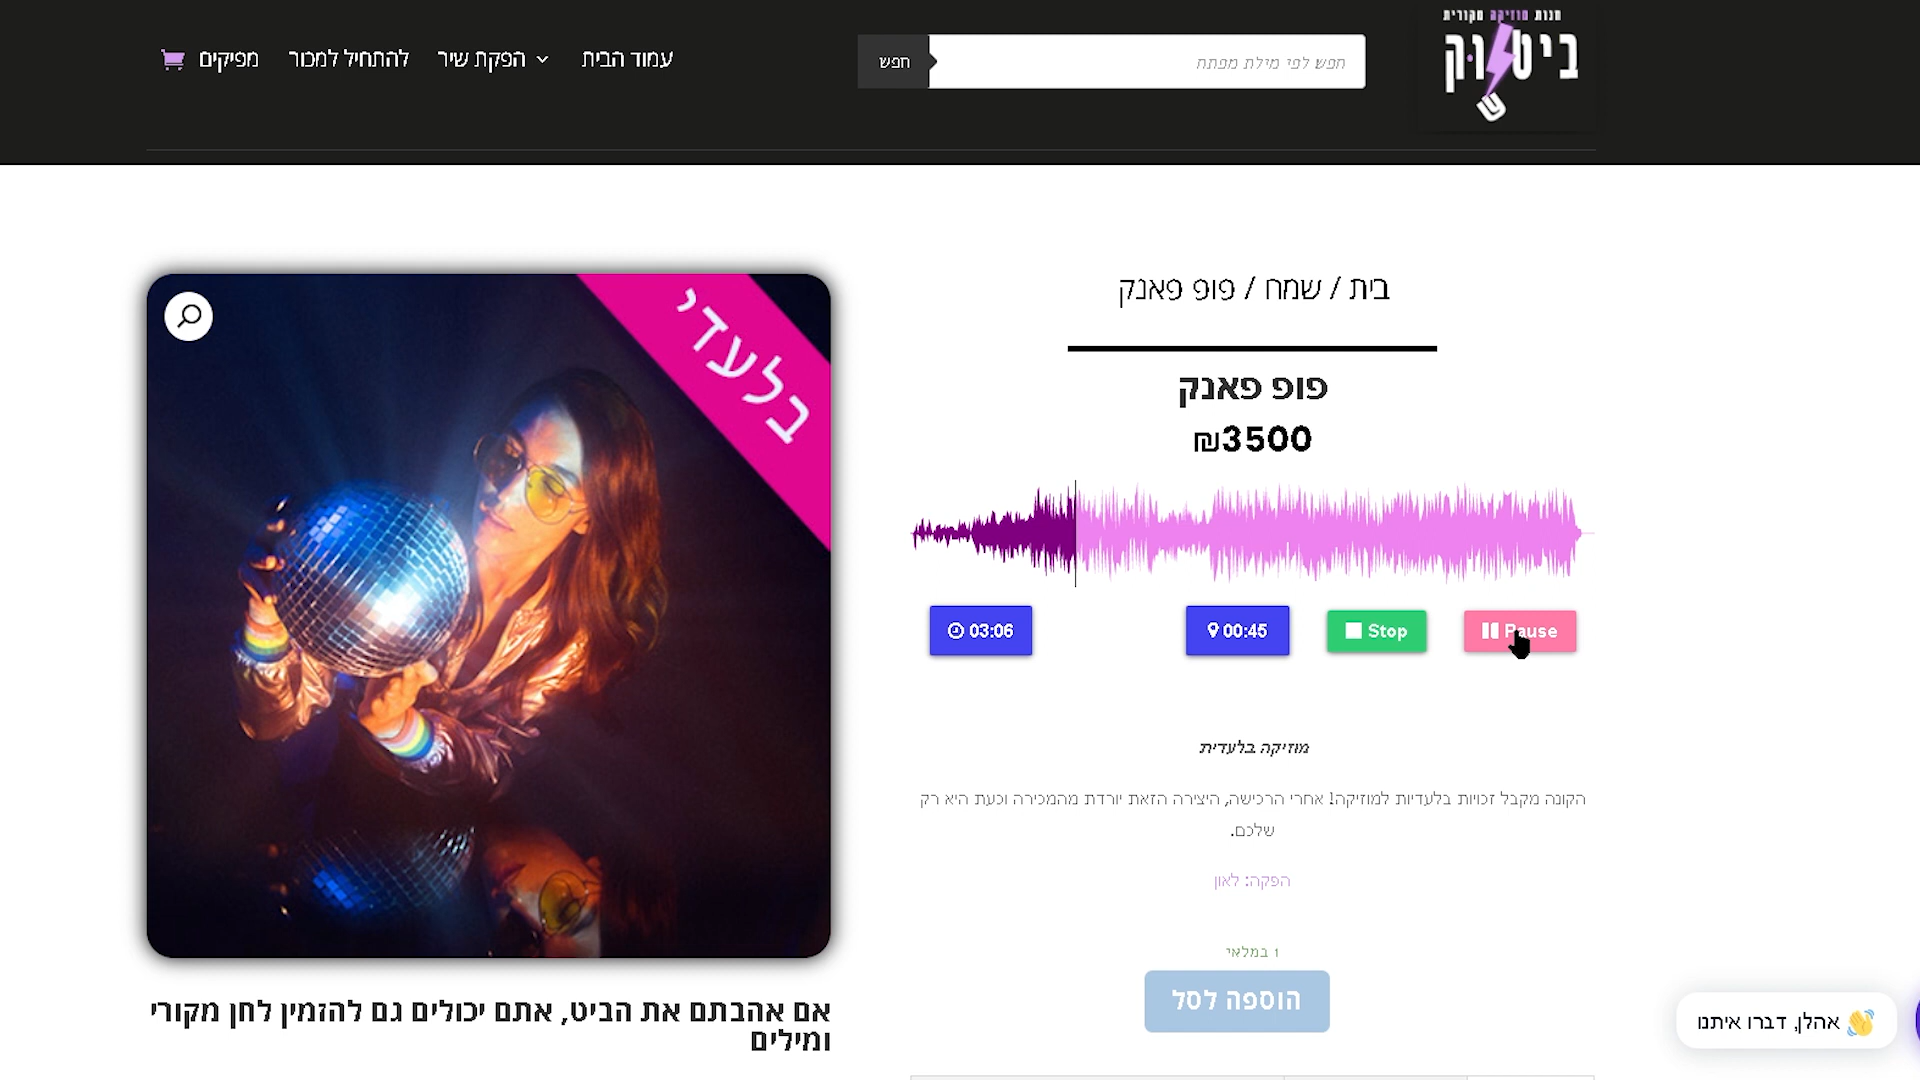 חנות מוזיקה מקורית
ביטוק
חפש לפי מילת מפתח
חפש
עמוד הבית
הפקת שיר
להתחיל למכור
מפיקים
בית / שמח / פופ פאנק
בלעדי
פופ פאנק
₪3500
03:06
00:45
Stop
Pause
מוזיקה בלעדית
הקונה מקבל זכויות בלעדיות למוזיקה! אחרי הרכישה, היצירה הזאת יורדת מהמכירה וכעת היא רק
שלכם.
הפקה: לאון
1 במלאי
הוספה לסל
אם אהבתם את הביט, אתם יכולים גם להזמין לחן מקורי
ומילים
אהלן, דברו איתנו